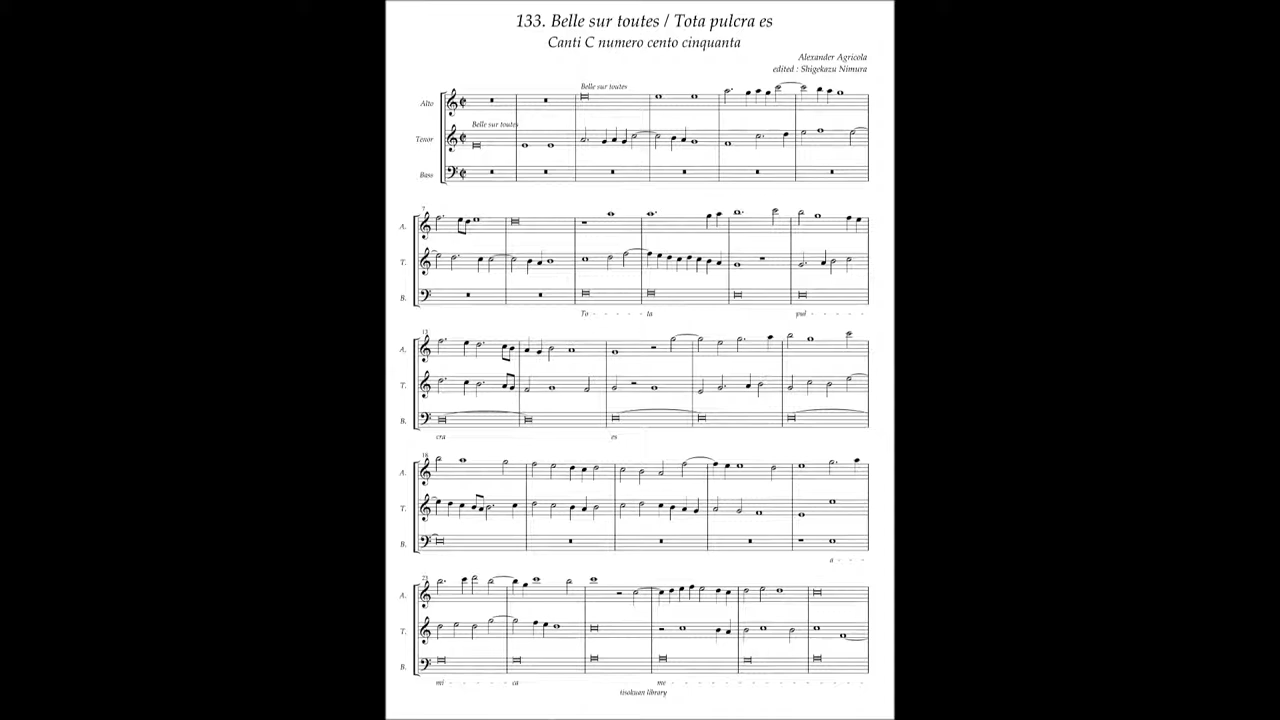 133. Belle sur toutes / Tota pulcra es
Canti C numero cento cinquanta
Alexander Agricola
edited : Shigekazu Nimura
Belle sur toutes
Alto
Belle sur toutes
Tenor
Bass
7
A.
T.
B.
To - - - - ta pul - - - - -
13
A.
T.
B.
cra es
18
A.
T.
B.
a - - -
23
A.
T.
B.
mi - - - - - - ca me - - - - - - - - - - - - - - - - -
tisokuan library